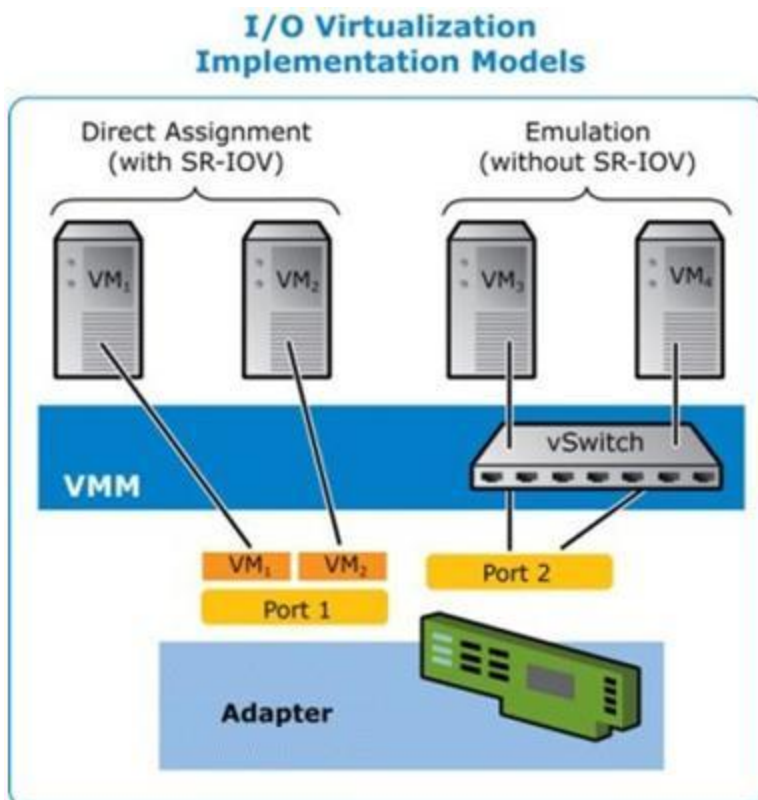 I/O Virtualization
Implementation Models
Direct Assignment
(with SR-IOV)
Emulation
(without SR-IOV)
VM₁
VM₂
VM₃
VM₄
vSwitch
VMM
VM₁
VM₂
Port 1
Port 2
Adapter